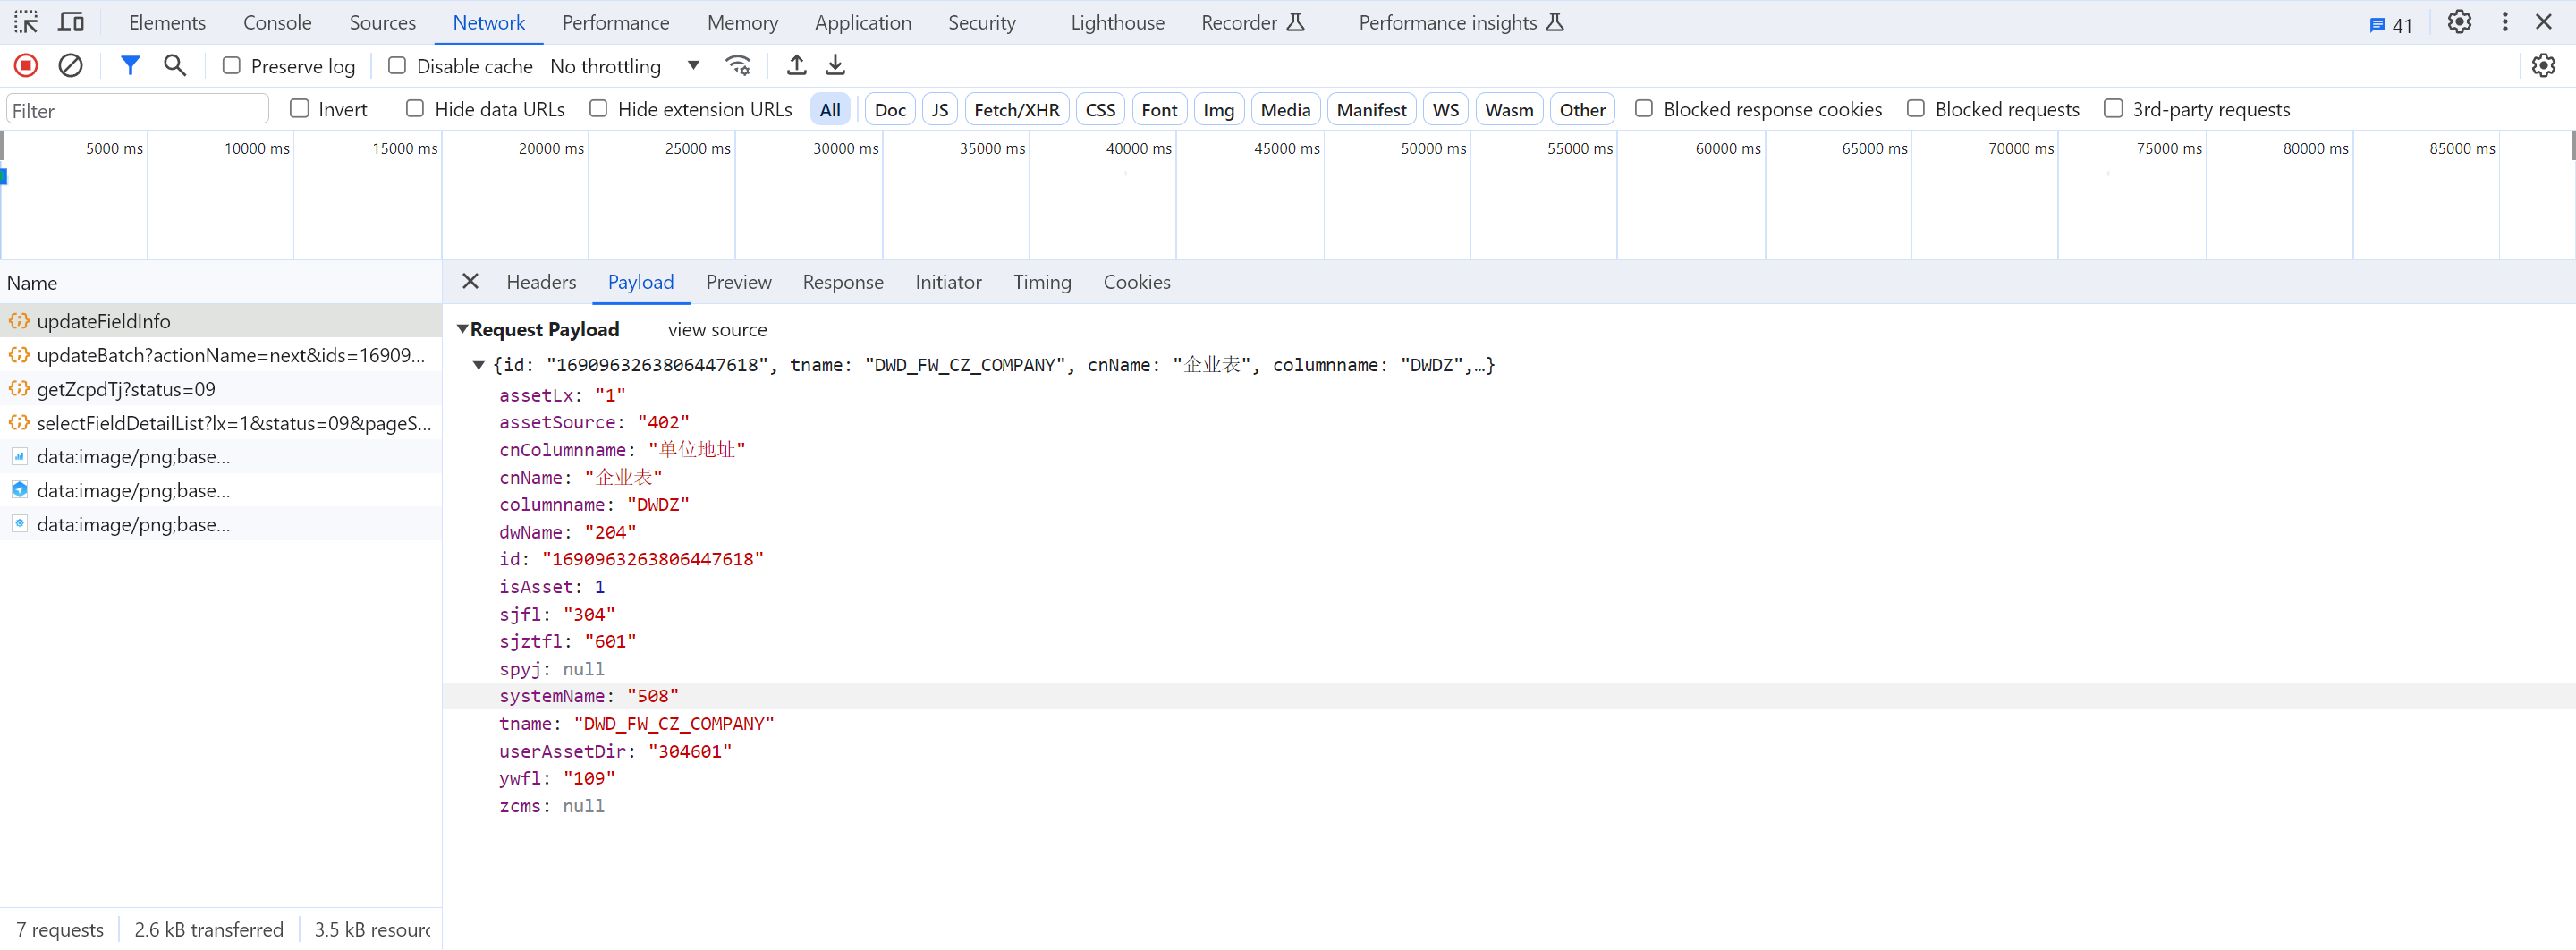 Elements Console Sources Network Performance Memory Application Security Lighthouse Recorder Performance insights 41
Preserve log Disable cache No throttling
Filter Invert Hide data URLs Hide extension URLs All Doc JS Fetch/XHR CSS Font Img Media Manifest WS Wasm Other Blocked response cookies Blocked requests 3rd-party requests
5000 ms 10000 ms 15000 ms 20000 ms 25000 ms 30000 ms 35000 ms 40000 ms 45000 ms 50000 ms 55000 ms 60000 ms 65000 ms 70000 ms 75000 ms 80000 ms 85000 ms
Name
updateFieldInfo
updateBatch?actionName=next&ids=16909...
getZcpdTj?status=09
selectFieldDetailList?lx=1&status=09&pageS...
data:image/png;base...
data:image/png;base...
data:image/png;base...
7 requests 2.6 kB transferred 3.5 kB resourc
Headers Payload Preview Response Initiator Timing Cookies
Request Payload view source
{id: "1690963263806447618", tname: "DWD_FW_CZ_COMPANY", cnName: "企业表", columnname: "DWDZ",…}
assetLx: "1"
assetSource: "402"
cnColumnname: "单位地址"
cnName: "企业表"
columnname: "DWDZ"
dwName: "204"
id: "1690963263806447618"
isAsset: 1
sjfl: "304"
sjztfl: "601"
spyj: null
systemName: "508"
tname: "DWD_FW_CZ_COMPANY"
userAssetDir: "304601"
ywfl: "109"
zcms: null